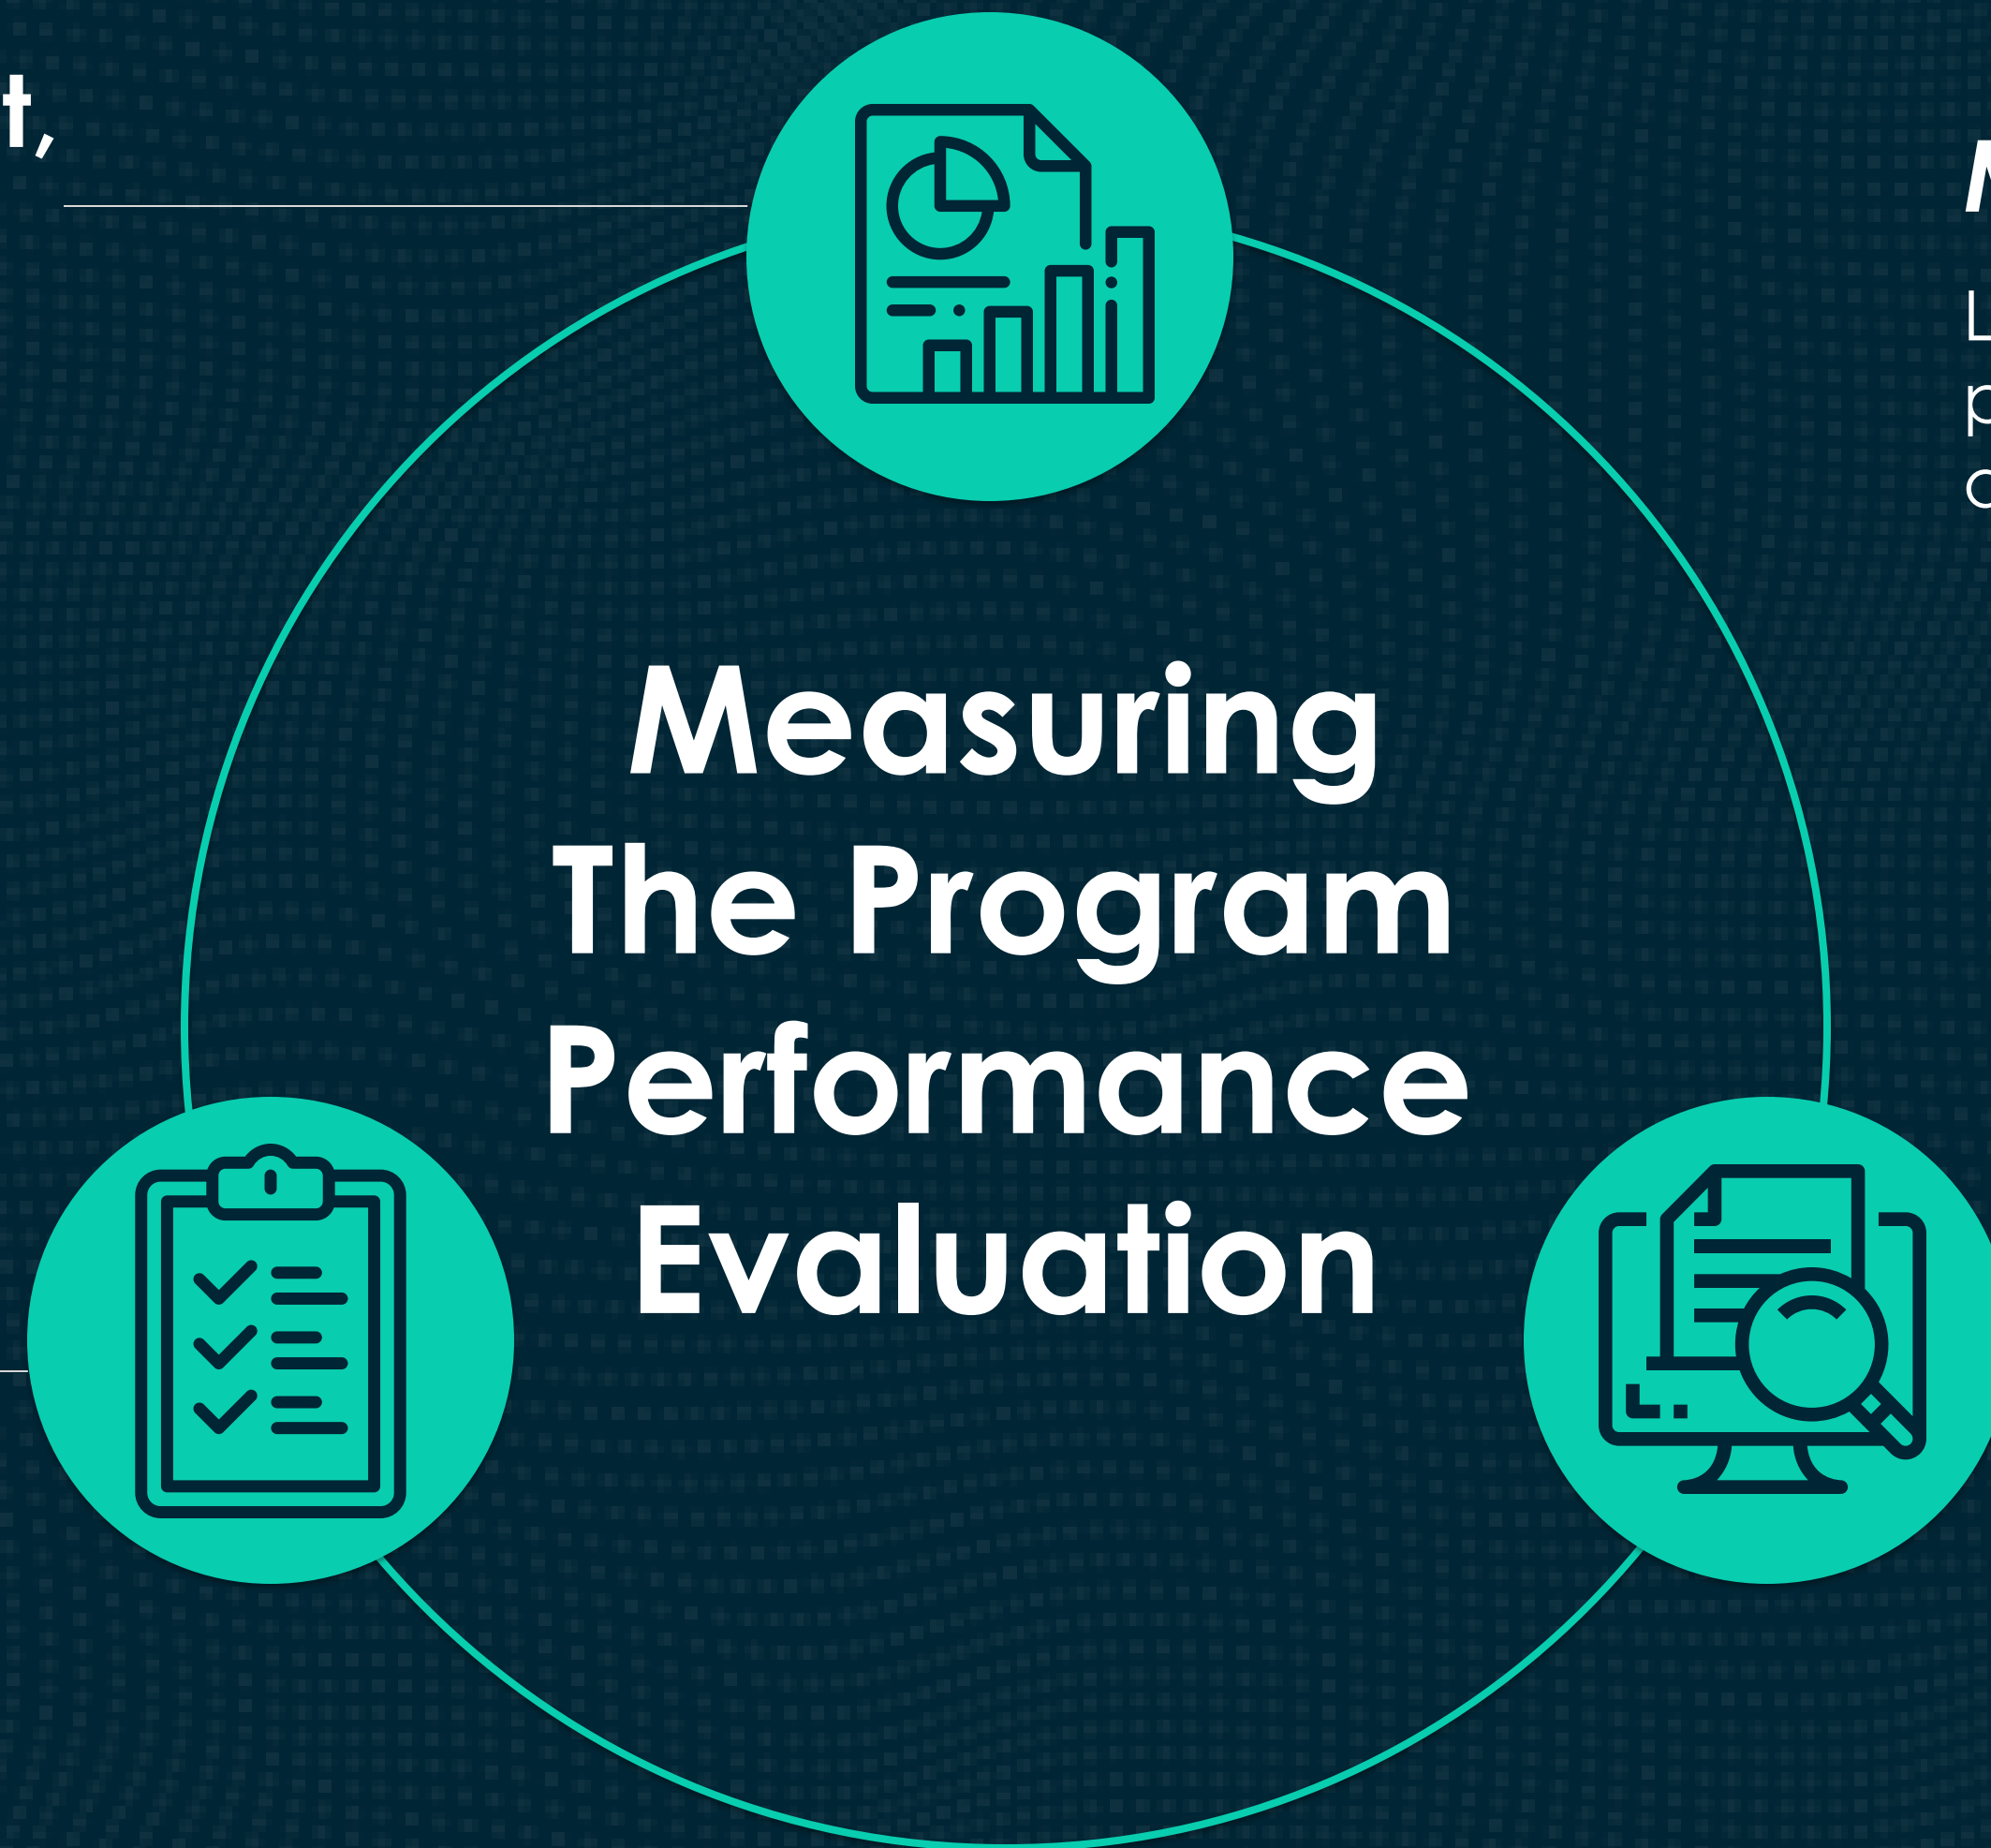 Measuring
The Program
Performance
Evaluation